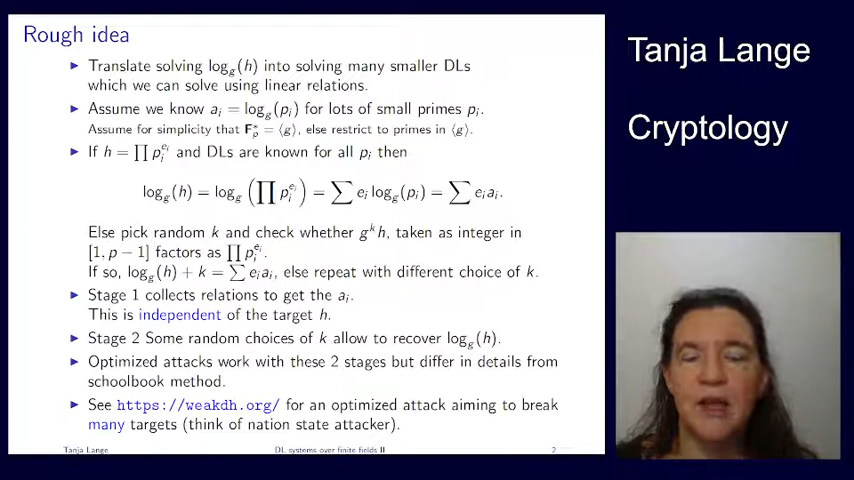 Rough idea
Translate solving log_g(h) into solving many smaller DLs
which we can solve using linear relations.
Assume we know a_i = log_g(p_i) for lots of small primes p_i.
Assume for simplicity that F*_p = ⟨g⟩, else restrict to primes in ⟨g⟩.
If h = ∏ p_i^{e_i} and DLs are known for all p_i then
log_g(h) = log_g (∏ p_i^{e_i}) = ∑ e_i log_g(p_i) = ∑ e_i a_i.
Else pick random k and check whether g^k h, taken as integer in
[1, p − 1] factors as ∏ p_i^{e_i}.
If so, log_g(h) + k = ∑ e_i a_i, else repeat with different choice of k.
Stage 1 collects relations to get the a_i.
This is independent of the target h.
Stage 2 Some random choices of k allow to recover log_g(h).
Optimized attacks work with these 2 stages but differ in details from
schoolbook method.
See https://weakdh.org/ for an optimized attack aiming to break
many targets (think of nation state attacker).
Tanja Lange
DL systems over finite fields II
2
Tanja Lange
Cryptology